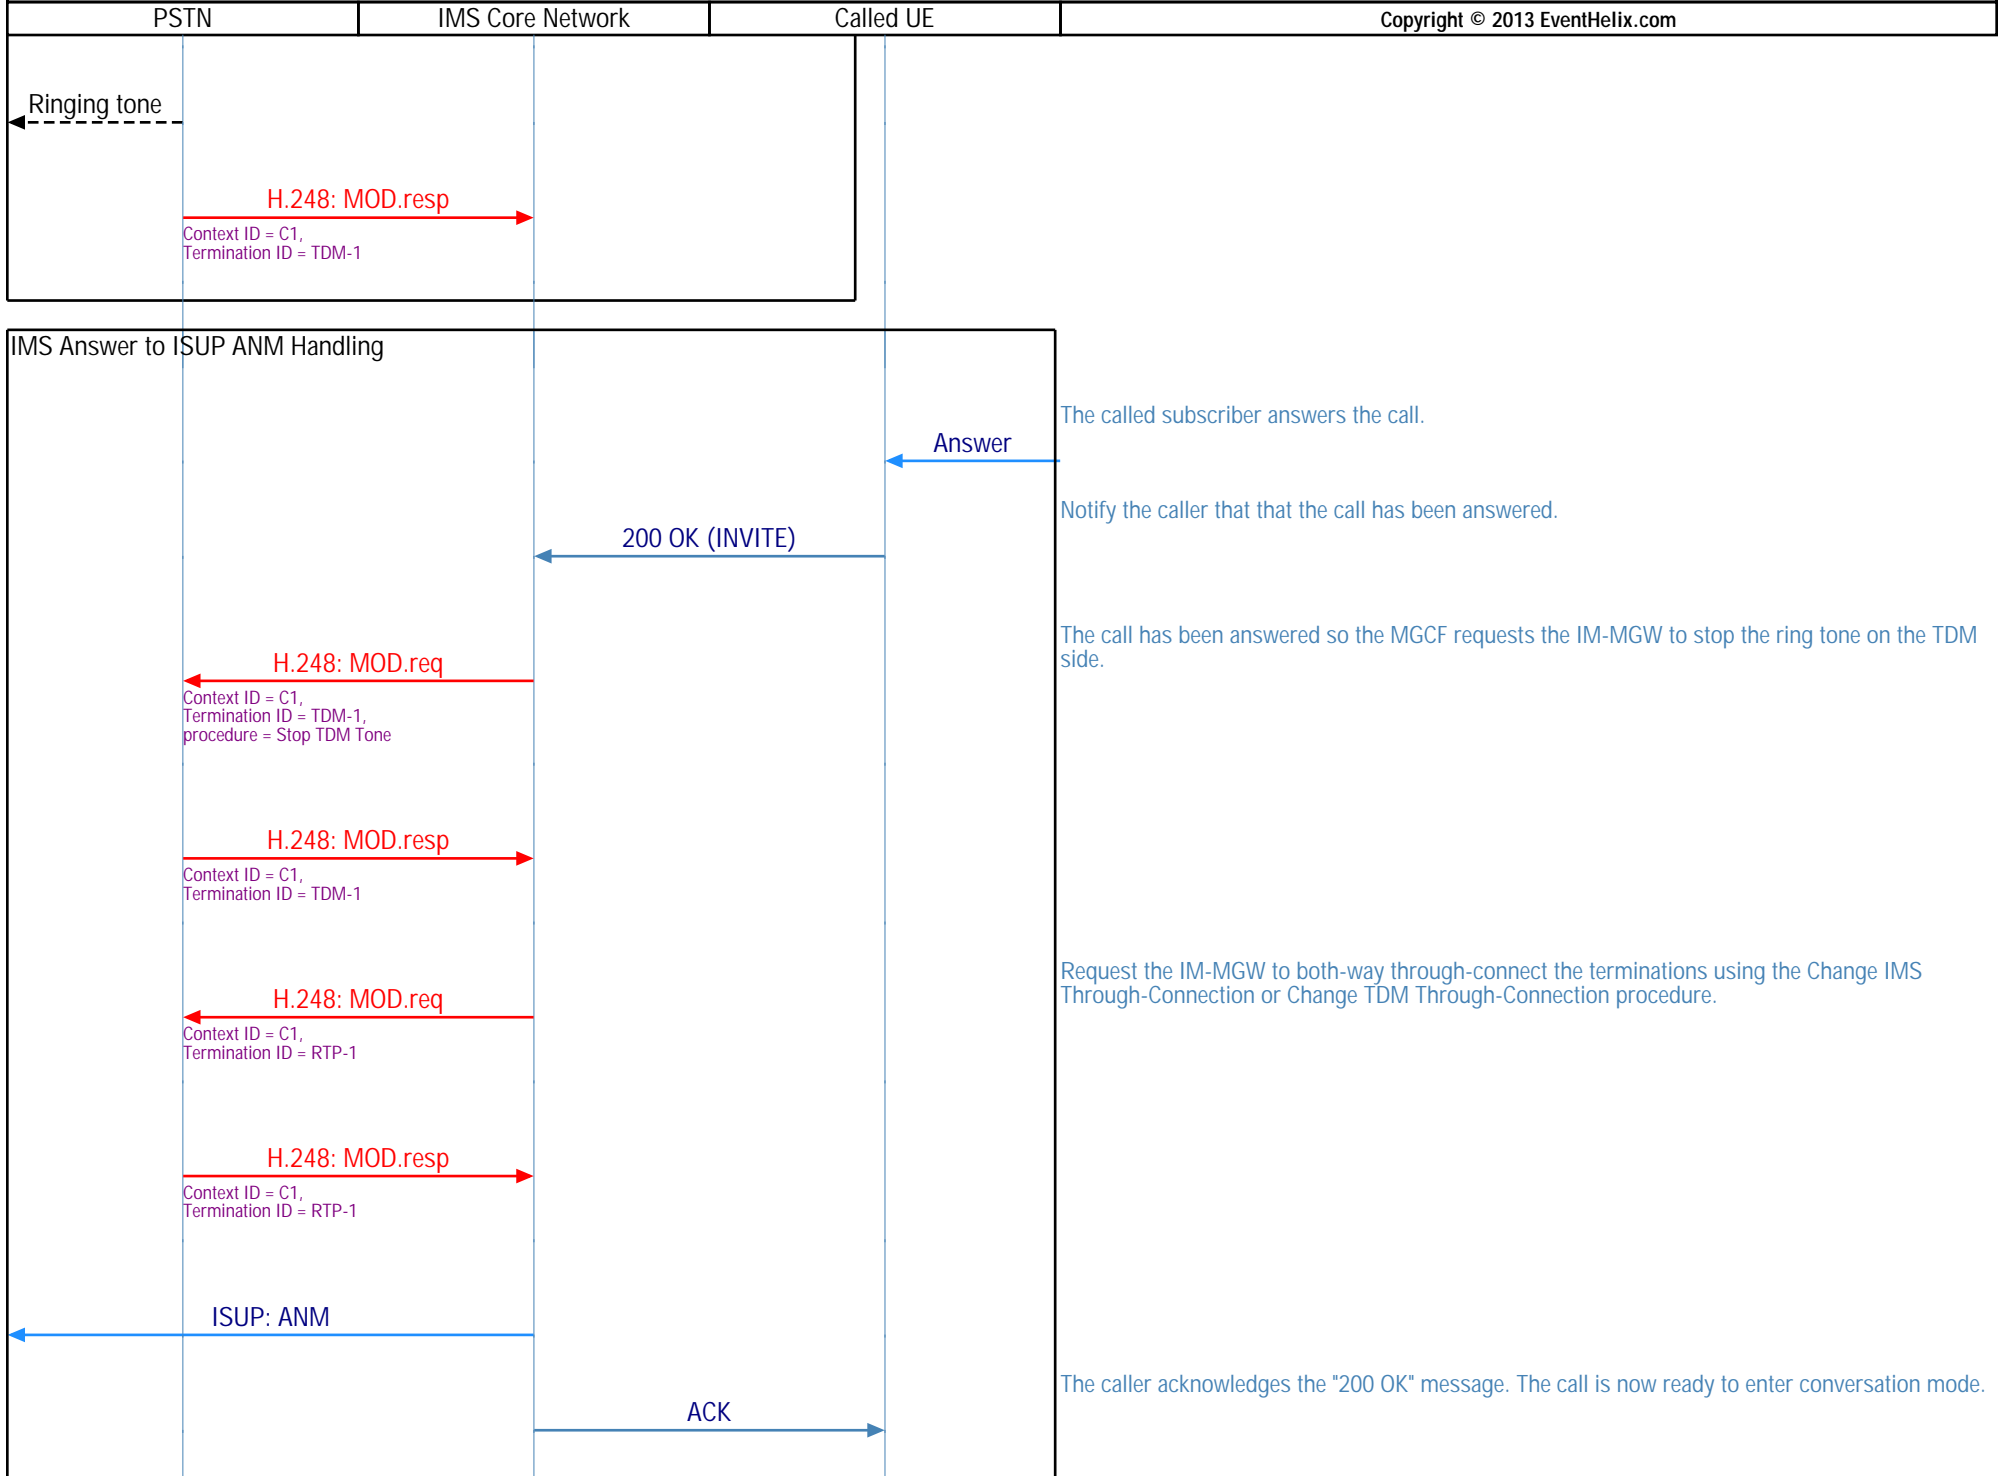 PSTN
IMS Core Network
Called UE
Copyright © 2013 EventHelix.com
Ringing tone
H.248: MOD.resp
Context ID = C1,
Termination ID = TDM-1
IMS Answer to ISUP ANM Handling
The called subscriber answers the call.
Answer
Notify the caller that that the call has been answered.
200 OK (INVITE)
The call has been answered so the MGCF requests the IM-MGW to stop the ring tone on the TDM
side.
H.248: MOD.req
Context ID = C1,
Termination ID = TDM-1,
procedure = Stop TDM Tone
H.248: MOD.resp
Context ID = C1,
Termination ID = TDM-1
Request the IM-MGW to both-way through-connect the terminations using the Change IMS
Through-Connection or Change TDM Through-Connection procedure.
H.248: MOD.req
Context ID = C1,
Termination ID = RTP-1
H.248: MOD.resp
Context ID = C1,
Termination ID = RTP-1
ISUP: ANM
The caller acknowledges the "200 OK" message. The call is now ready to enter conversation mode.
ACK